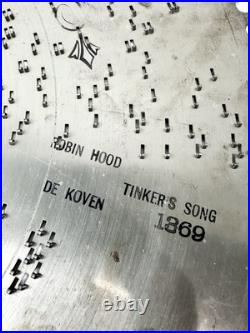 ROBIN HOOD
DE KOVEN TINKER'S SONG
1369